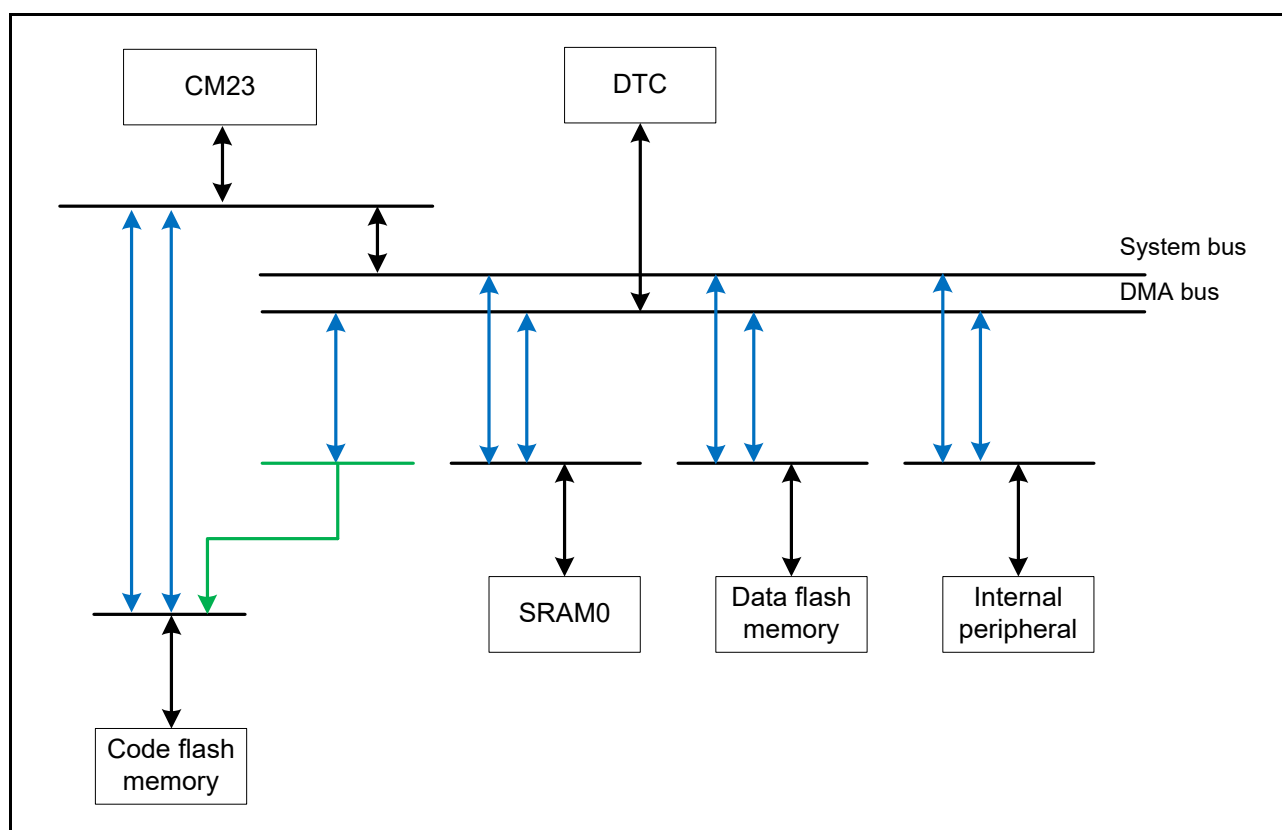 CM23
DTC
System bus
DMA bus
SRAM0
Data flash
memory
Internal
peripheral
Code flash
memory